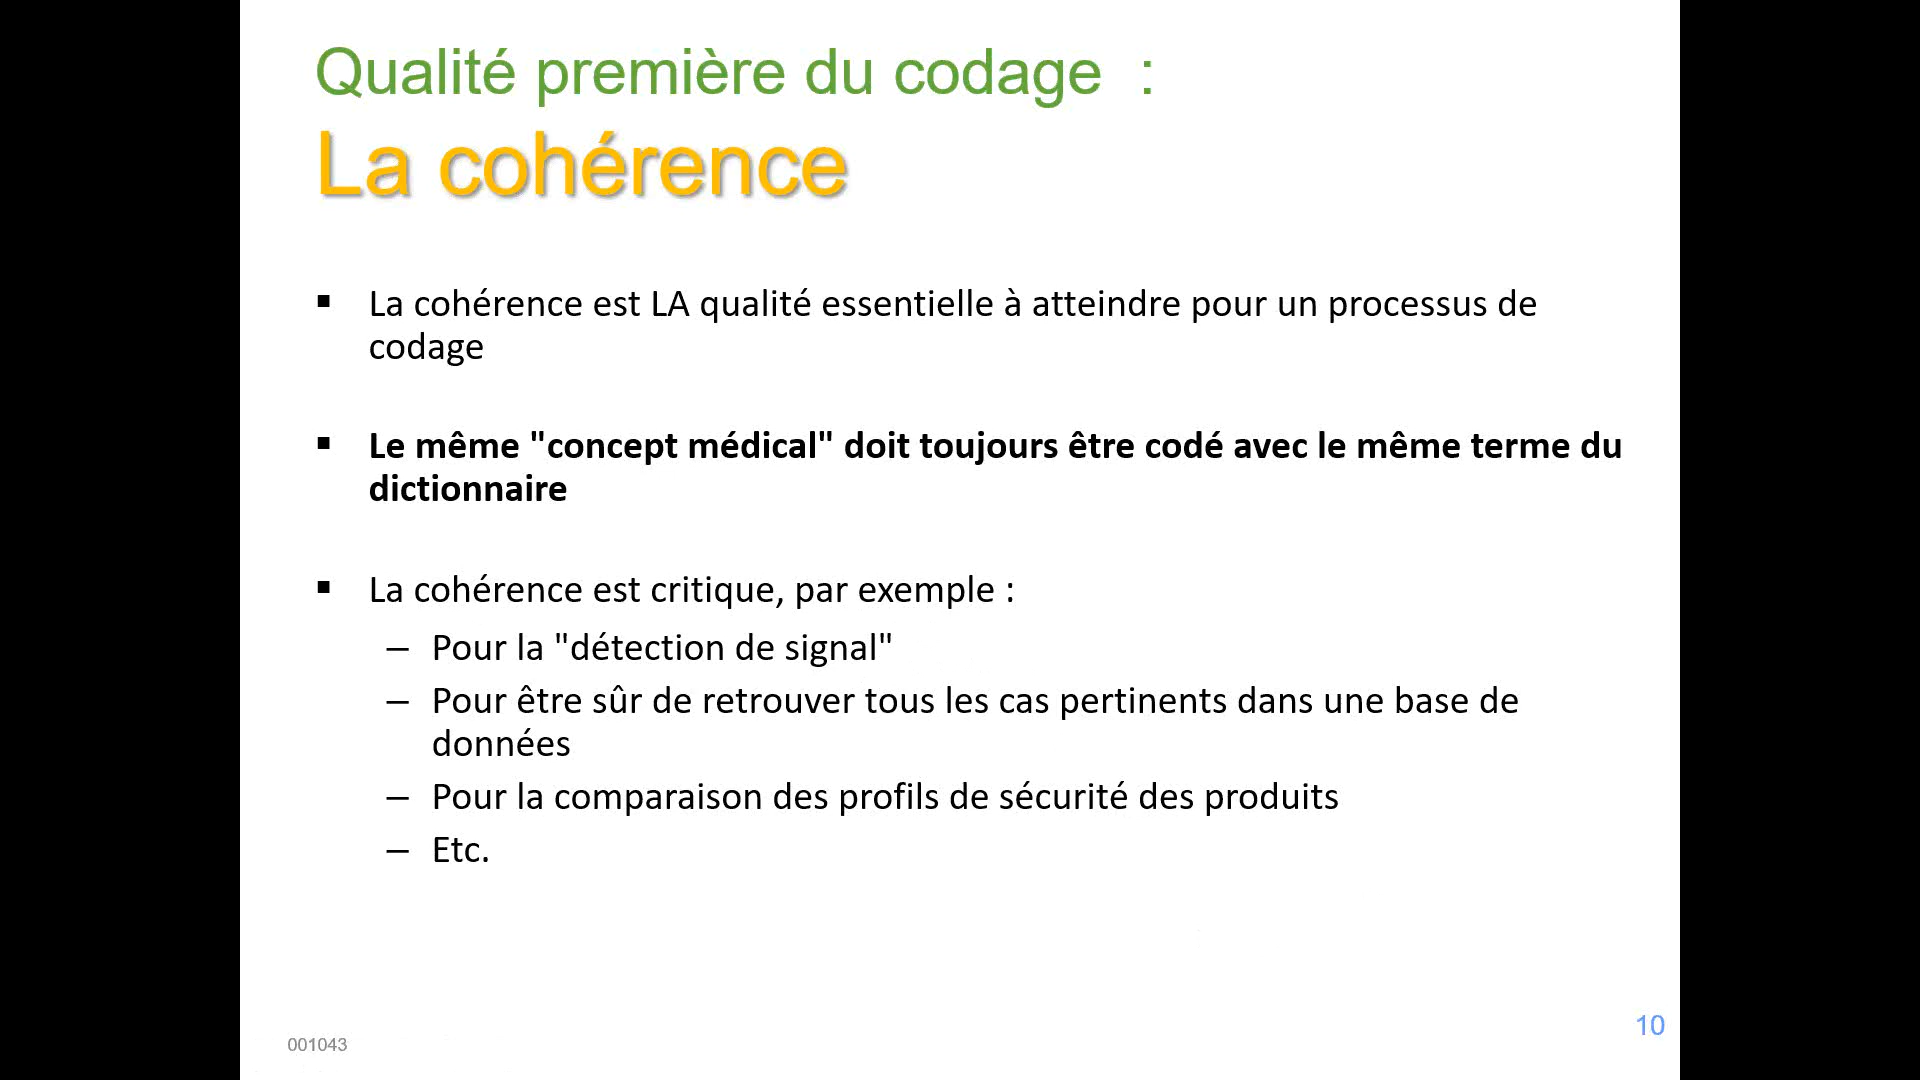 Qualité première du codage :
La cohérence
▪ La cohérence est LA qualité essentielle à atteindre pour un processus de
codage
▪ Le même "concept médical" doit toujours être codé avec le même terme du
dictionnaire
▪ La cohérence est critique, par exemple :
– Pour la "détection de signal"
– Pour être sûr de retrouver tous les cas pertinents dans une base de
données
– Pour la comparaison des profils de sécurité des produits
– Etc.
10
001043